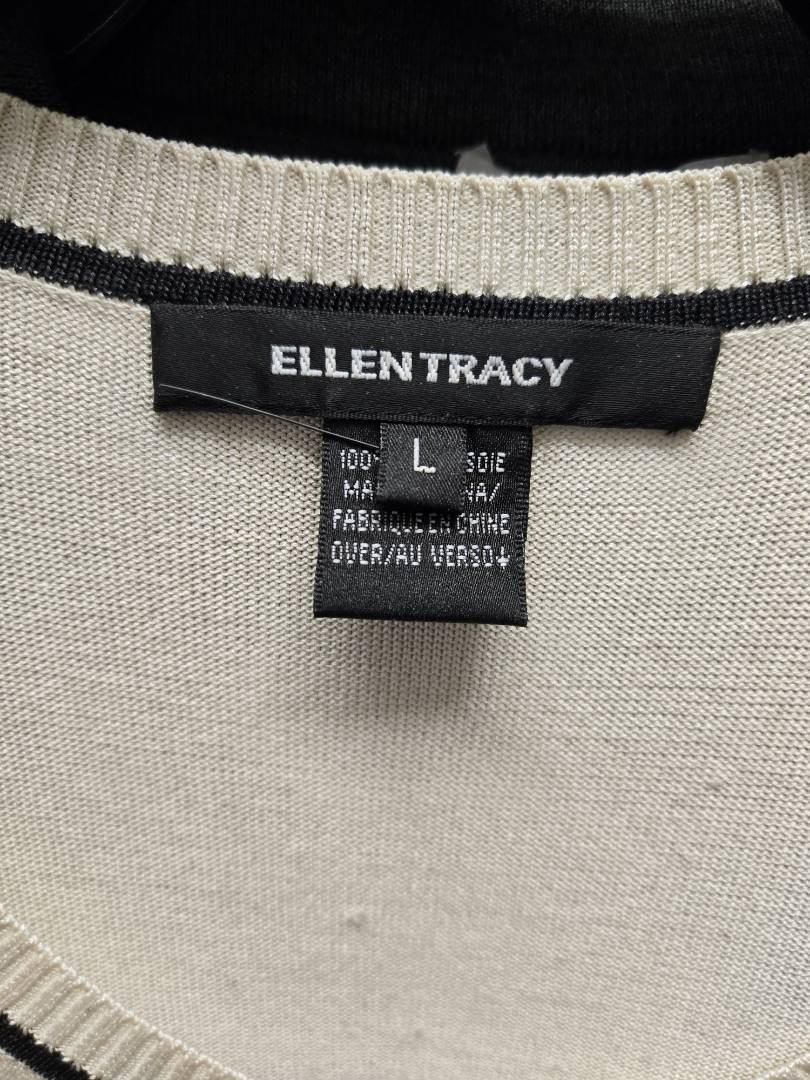 ELLEN TRACY
L
100 SOIE
MA NA/
FABRIQUE EN CHINE
OVER/AU VERSO↓